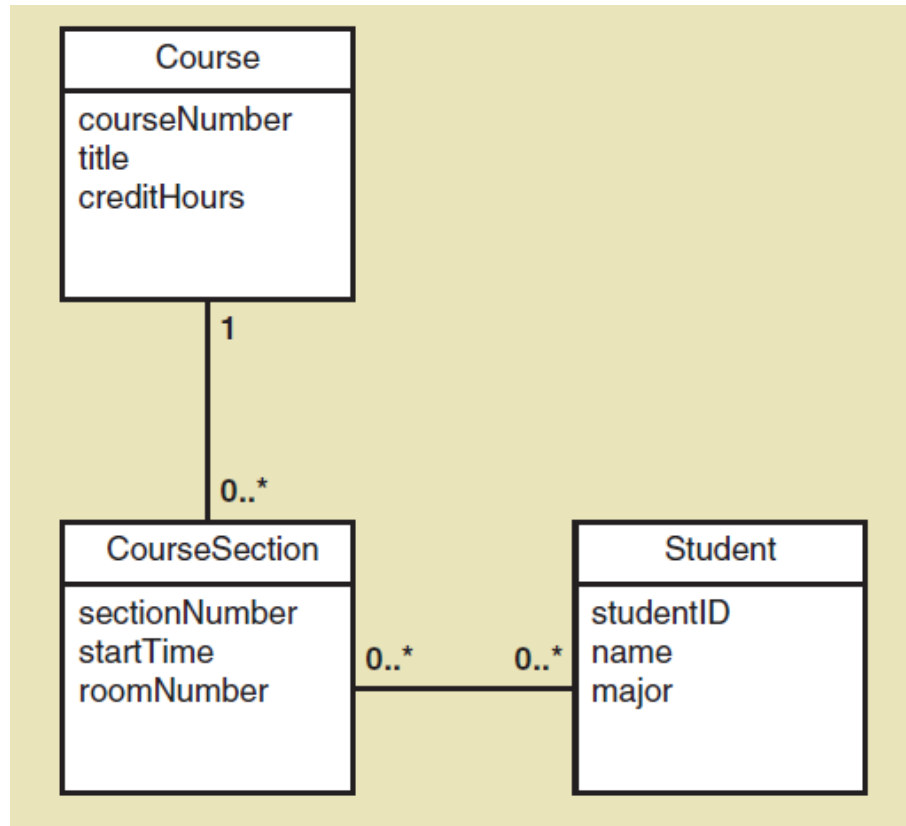 Course
courseNumber
title
creditHours
1
0..*
CourseSection
sectionNumber
startTime
roomNumber
0..*
0..*
Student
studentID
name
major